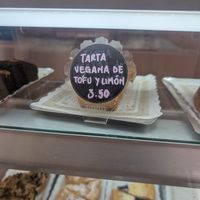 TARTA
VEGANA DE
TOFU Y LIMÓN
3.50